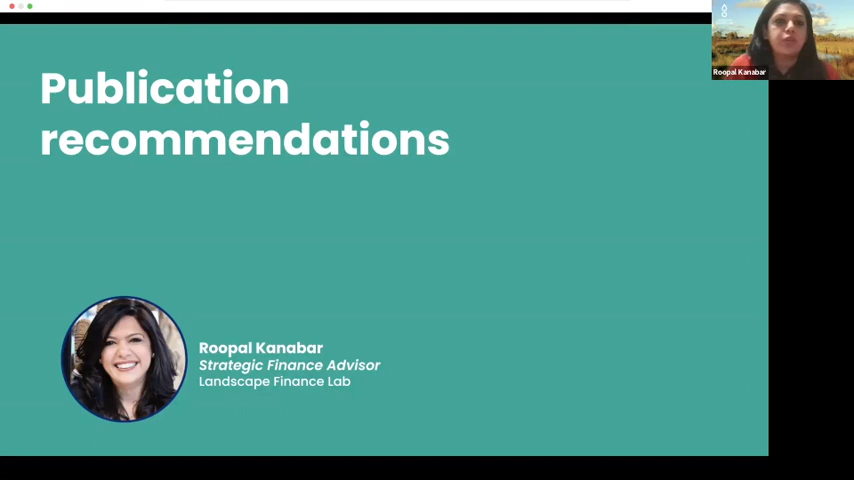 Publication
recommendations
Roopal Kanabar
Strategic Finance Advisor
Landscape Finance Lab
Roopal Kanabar